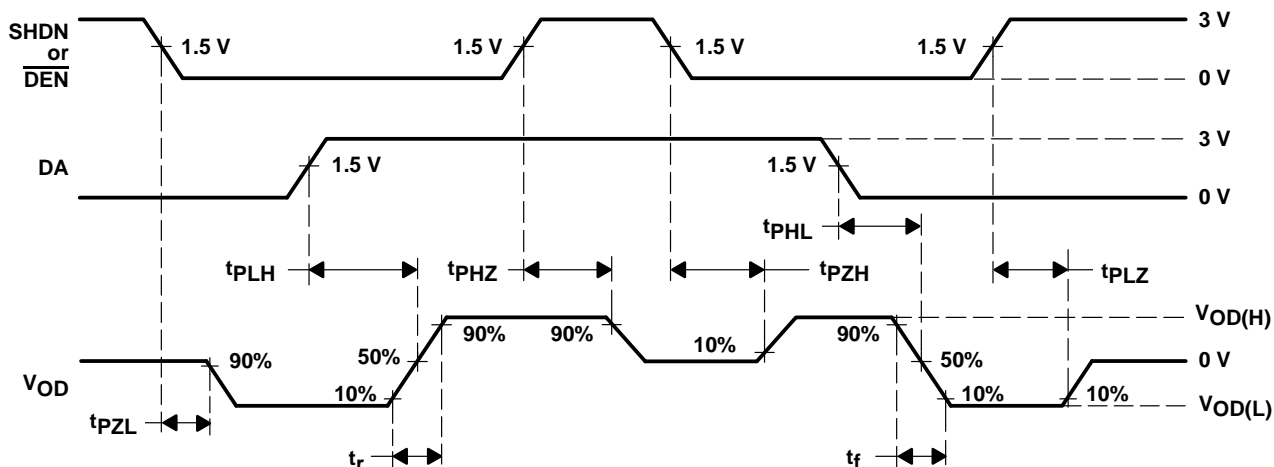 SHDN
or
DEN
1.5 V
1.5 V
1.5 V
1.5 V
3 V
0 V
DA
1.5 V
1.5 V
3 V
0 V
tPLH
tPHZ
tPZH
tPHL
tPLZ
VOD
90%
50%
10%
90%
90%
10%
90%
50%
10%
10%
VOD(H)
0 V
VOD(L)
tPZL
tr
tf